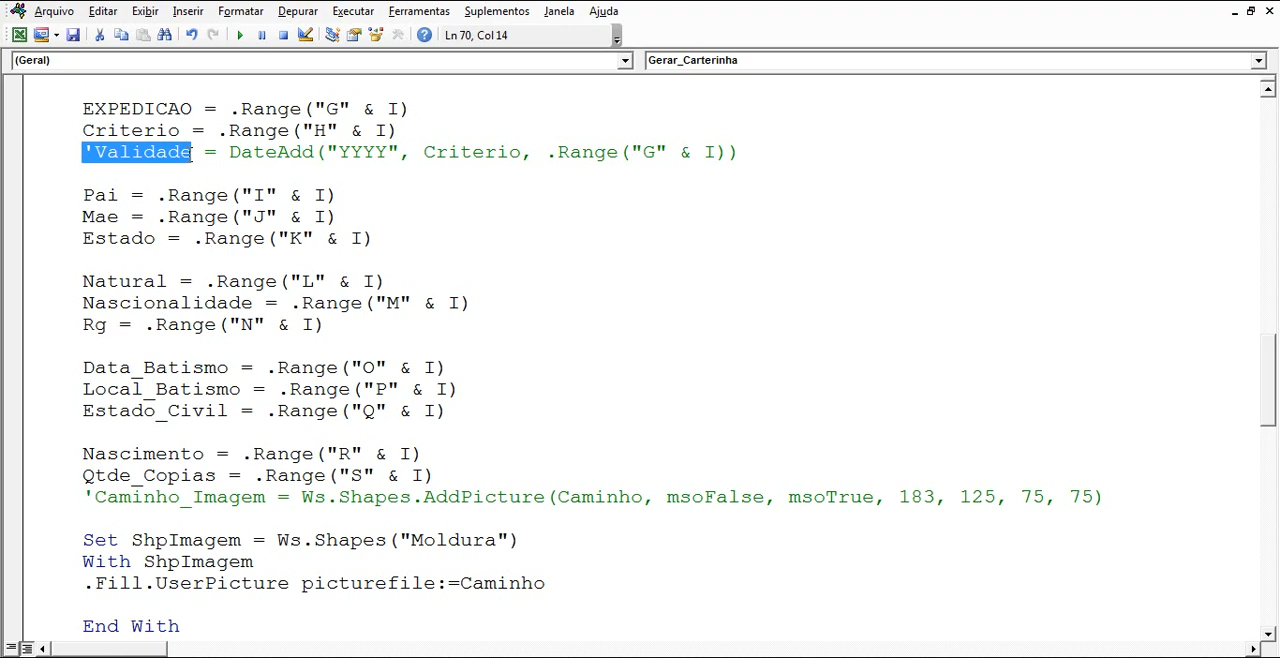 Arquivo Editar Exibir Inserir Formatar Depurar Executar Ferramentas Suplementos Janela Ajuda
Ln 70, Col 14
(Geral) Gerar_Carterinha
EXPEDICAO = .Range("G" & I)
Criterio = .Range("H" & I)
'Validade = DateAdd("YYYY", Criterio, .Range("G" & I))
Pai = .Range("I" & I)
Mae = .Range("J" & I)
Estado = .Range("K" & I)
Natural = .Range("L" & I)
Nascionalidade = .Range("M" & I)
Rg = .Range("N" & I)
Data_Batismo = .Range("O" & I)
Local_Batismo = .Range("P" & I)
Estado_Civil = .Range("Q" & I)
Nascimento = .Range("R" & I)
Qtde_Copias = .Range("S" & I)
'Caminho_Imagem = Ws.Shapes.AddPicture(Caminho, msoFalse, msoTrue, 183, 125, 75, 75)
Set ShpImagem = Ws.Shapes("Moldura")
With ShpImagem
.Fill.UserPicture picturefile:=Caminho
End With